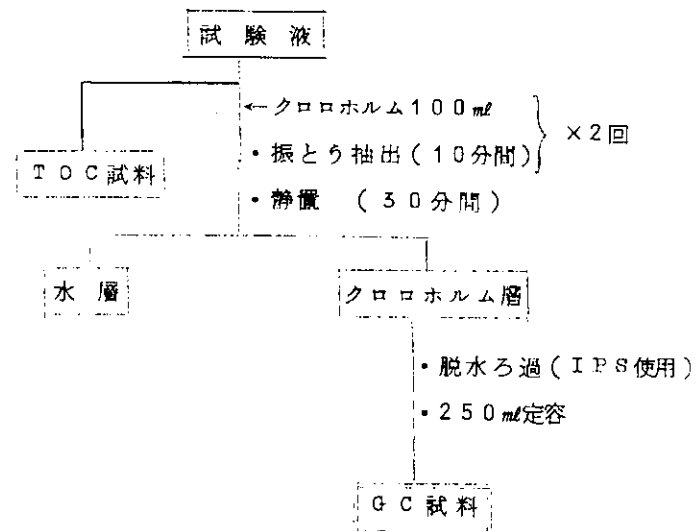 試験液
←クロロホルム100ml
×2回
・振とう抽出(10分間)
TOC試料
・静置 (30分間)
水層
クロロホルム層
・脱水ろ過(IPS使用)
・250ml定容
GC試料